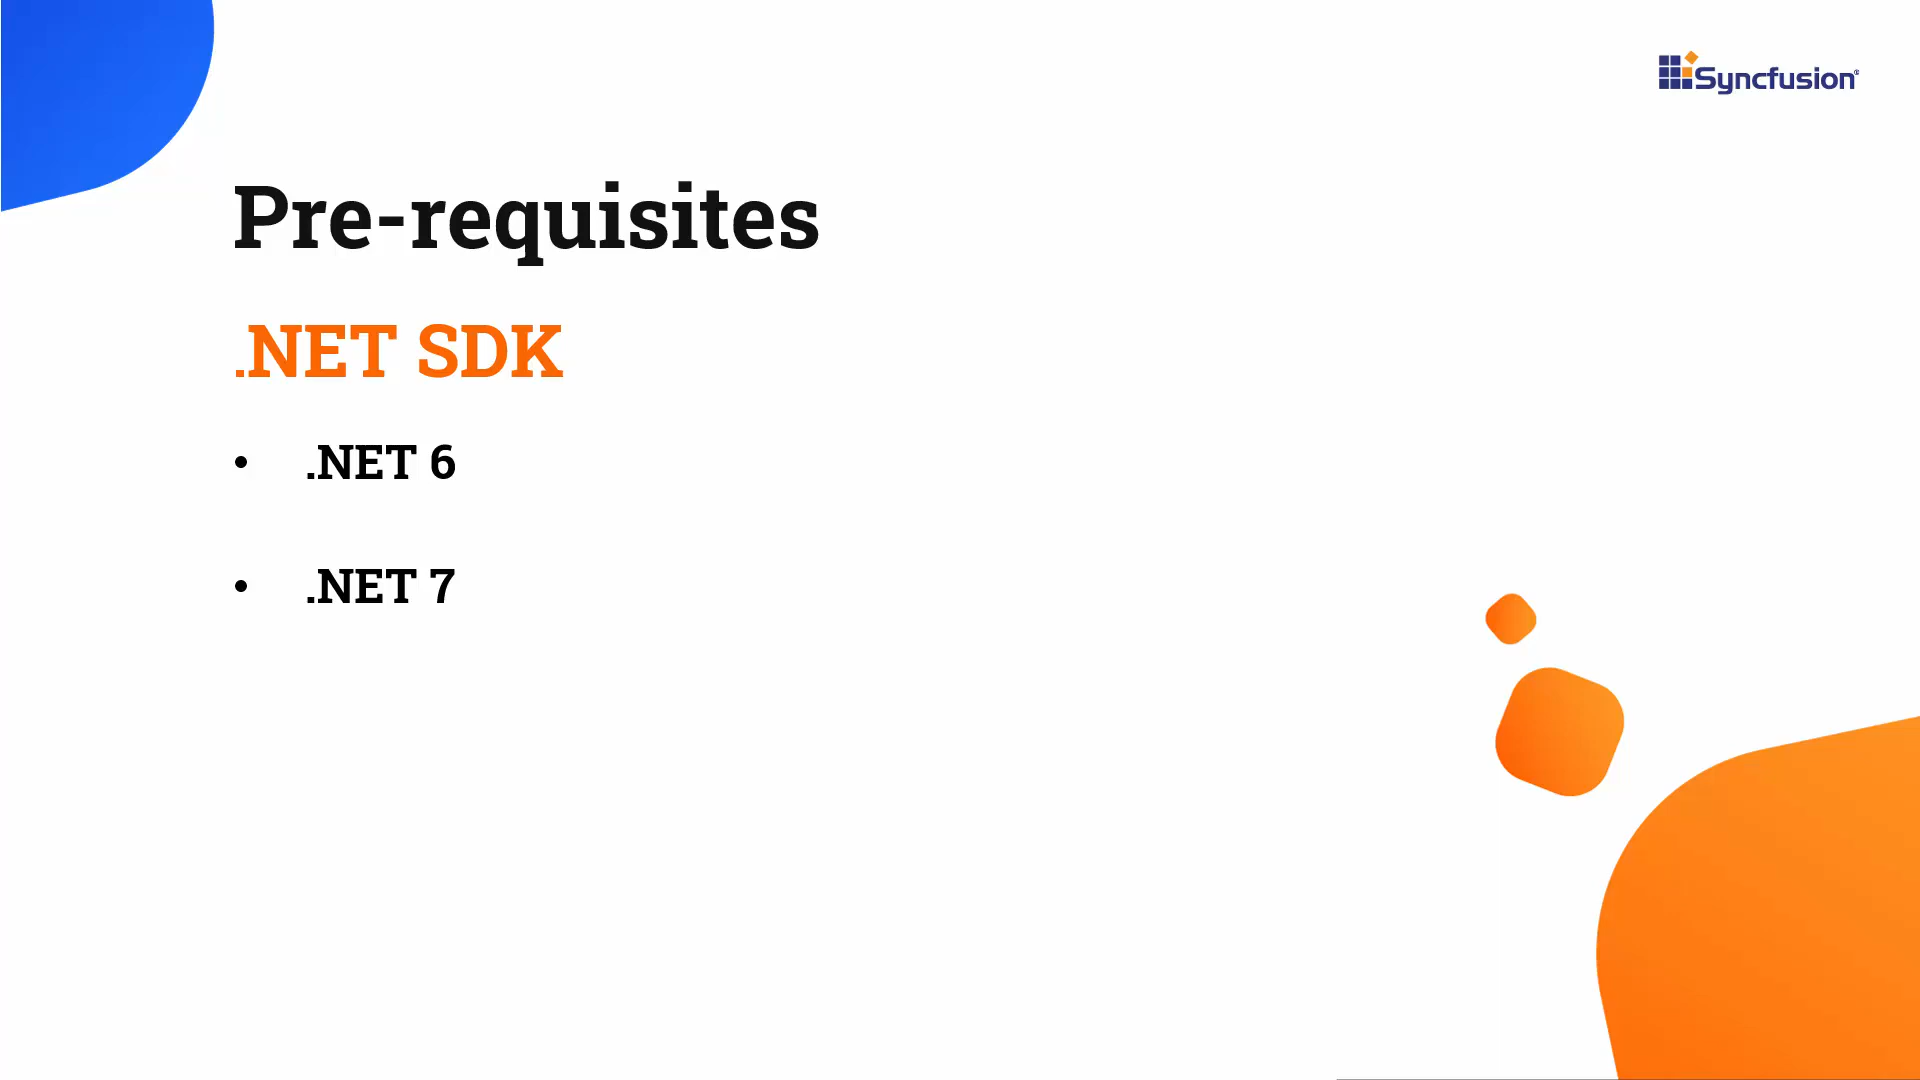 Syncfusion
Pre-requisites
.NET SDK
• .NET 6
• .NET 7